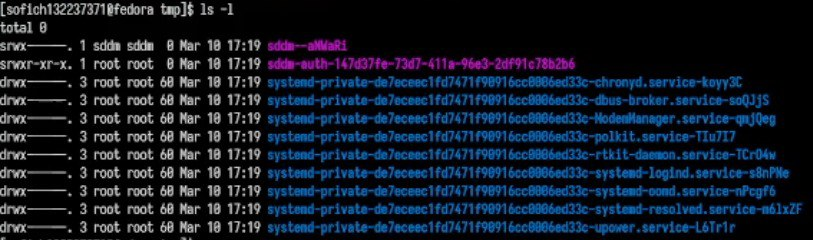 [sofich132237371@fedora tmp]$ ls -l
total 0
srwx------. 1 sddm sddm  0 Mar 10 17:19 sddm--aNWaRi
srwxr-xr-x. 1 root root  0 Mar 10 17:19 sddm-auth-147d37fe-73d7-411a-96e3-2df91c78b2b6
drwx------. 3 root root 60 Mar 10 17:19 systemd-private-de7eceec1fd7471f90916cc0006ed33c-chronyd.service-koyy3C
drwx------. 3 root root 60 Mar 10 17:19 systemd-private-de7eceec1fd7471f90916cc0006ed33c-dbus-broker.service-soQJjS
drwx------. 3 root root 60 Mar 10 17:19 systemd-private-de7eceec1fd7471f90916cc0006ed33c-ModemManager.service-qmjQeg
drwx------. 3 root root 60 Mar 10 17:19 systemd-private-de7eceec1fd7471f90916cc0006ed33c-polkit.service-TIu7I7
drwx------. 3 root root 60 Mar 10 17:19 systemd-private-de7eceec1fd7471f90916cc0006ed33c-rtkit-daemon.service-TCrO4w
drwx------. 3 root root 60 Mar 10 17:19 systemd-private-de7eceec1fd7471f90916cc0006ed33c-systemd-logind.service-s8nPMe
drwx------. 3 root root 60 Mar 10 17:19 systemd-private-de7eceec1fd7471f90916cc0006ed33c-systemd-oomd.service-nPcgf6
drwx------. 3 root root 60 Mar 10 17:19 systemd-private-de7eceec1fd7471f90916cc0006ed33c-systemd-resolved.service-m6lxZF
drwx------. 3 root root 60 Mar 10 17:19 systemd-private-de7eceec1fd7471f90916cc0006ed33c-upower.service-L6Tr1r